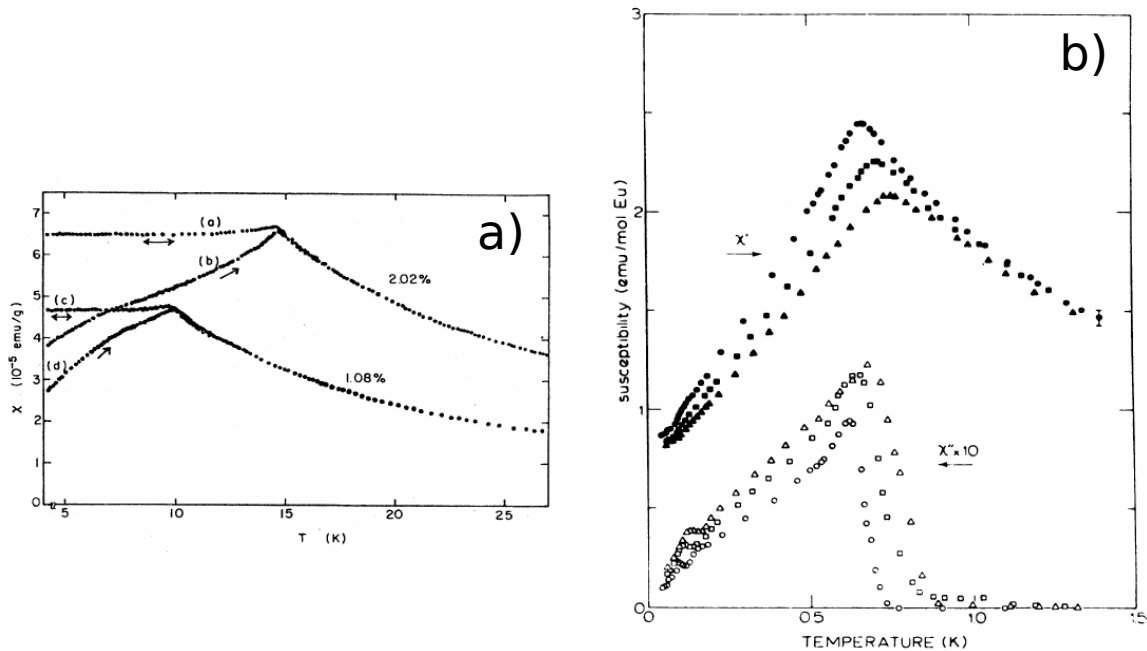 a)
7
6
5
4
3
2
1
0
5
10
15
20
25
χ (10⁻⁵ emu/g)
T (K)
(a)
(b)
(c)
(d)
2.02%
1.08%
b)
3
2
1
0
0
0.5
1.0
1.5
susceptibility (emu/mol Eu)
χ'
χ"×10
TEMPERATURE (K)